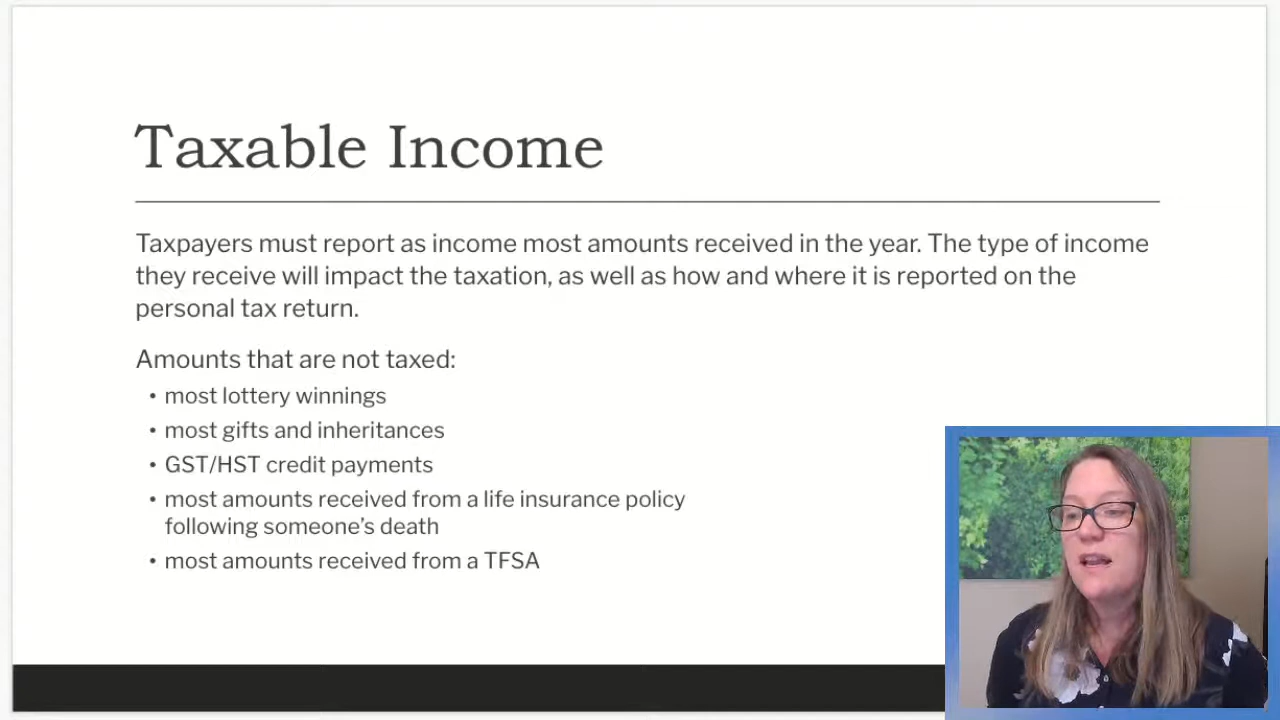 Taxable Income
Taxpayers must report as income most amounts received in the year. The type of income
they receive will impact the taxation, as well as how and where it is reported on the
personal tax return.
Amounts that are not taxed:
• most lottery winnings
• most gifts and inheritances
• GST/HST credit payments
• most amounts received from a life insurance policy
following someone’s death
• most amounts received from a TFSA